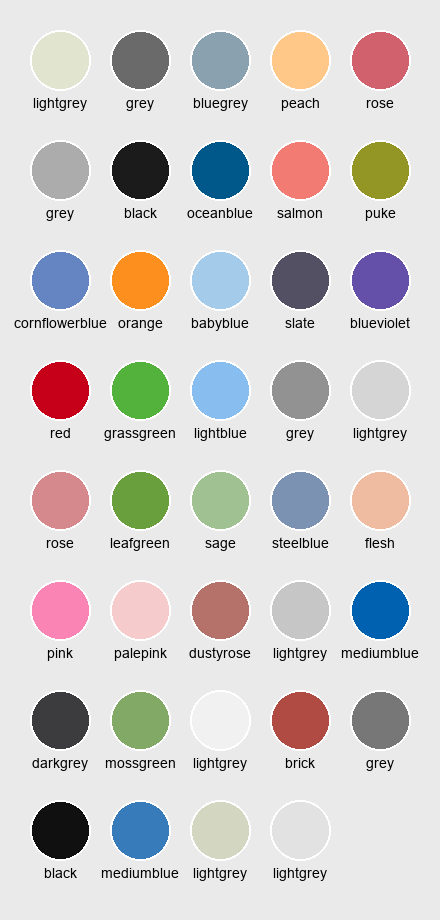 lightgrey grey bluegrey peach rose
grey black oceanblue salmon puke
cornflowerblue orange babyblue slate blueviolet
red grassgreen lightblue grey lightgrey
rose leafgreen sage steelblue flesh
pink palepink dustyrose lightgrey mediumblue
darkgrey mossgreen lightgrey brick grey
black mediumblue lightgrey lightgrey